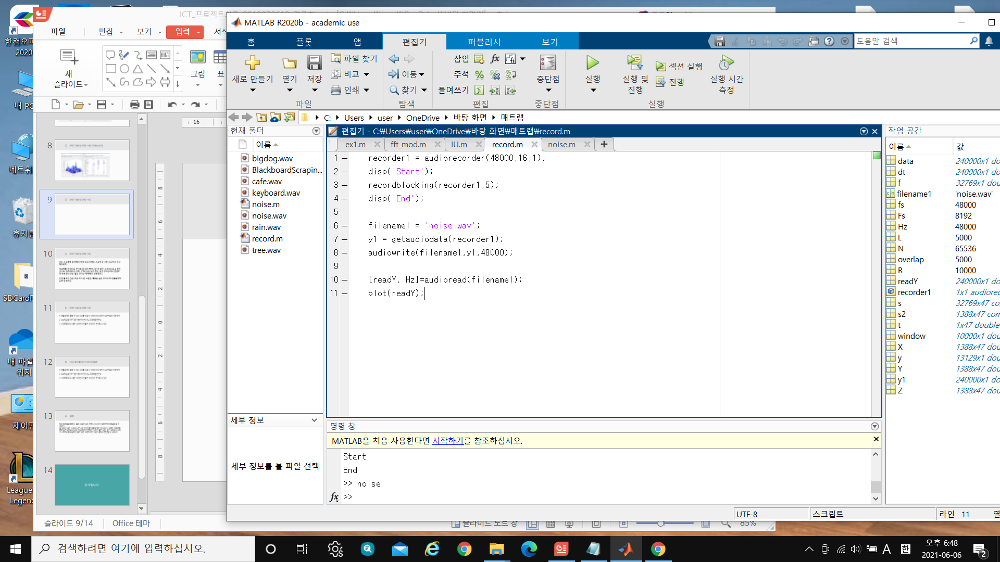 한컴오피
2020
내 PC
네트워
휴지통
SDCardF
내 파일
위치
제어판
League
Legend
파일
편집
보기
입력
서식
새
슬라이드
그림
표
16
8
9
10
11
12
13
14
감사합니다
슬라이드 9/14
Office 테마
슬라이드 노트 창
85%
MATLAB R2020b - academic use
홈
플롯
앱
편집기
퍼블리시
보기
도움말 검색
새로 만들기
열기
저장
파일 찾기
비교
인쇄
파일
이동
찾기
탐색
삽입
주석
들여쓰기
편집
중단점
중단점
실행
실행 및
진행
섹션 실행
진행
실행 시간
측정
실행
C: Users user OneDrive 바탕 화면 매트랩
현재 폴더
이름
bigdog.wav
BlackboardScrapin...
cafe.wav
keyboard.wav
noise.m
noise.wav
rain.wav
record.m
tree.wav
세부 정보
세부 정보를 볼 파일 선택
편집기 - C:₩Users₩user₩OneDrive₩바탕 화면₩매트랩₩record.m
ex1.m
fft_mod.m
IU.m
record.m
noise.m
1 recorder1 = audiorecorder(48000,16,1);
2 disp('Start');
3 recordblocking(recorder1,5);
4 disp('End');
5
6 filename1 = 'noise.wav';
7 y1 = getaudiodata(recorder1);
8 audiowrite(filename1,y1,48000);
9
10 [readY, Hz]=audioread(filename1);
11 plot(readY);
명령 창
MATLAB을 처음 사용한다면 시작하기를 참조하십시오.
Start
End
>> noise
fx >>
작업 공간
이름 값
data 240000x1 do
dt 240000x1 do
f 32769x1 dou
filename1 'noise.wav'
fs 48000
Fs 8192
Hz 48000
L 5000
N 65536
overlap 5000
R 10000
readY 240000x1 do
recorder1 1x1 audiorec
s 32769x47 co
s2 1388x47 com
t 1x47 double
window 10000x1 dou
X 1388x47 dou
y 13129x1 dou
Y 1388x47 dou
y1 240000x1 do
Z 1388x47 dou
UTF-8
스크립트
라인 11
열
검색하려면 여기에 입력하십시오.
A
한
오후 6:48
2021-06-06
2